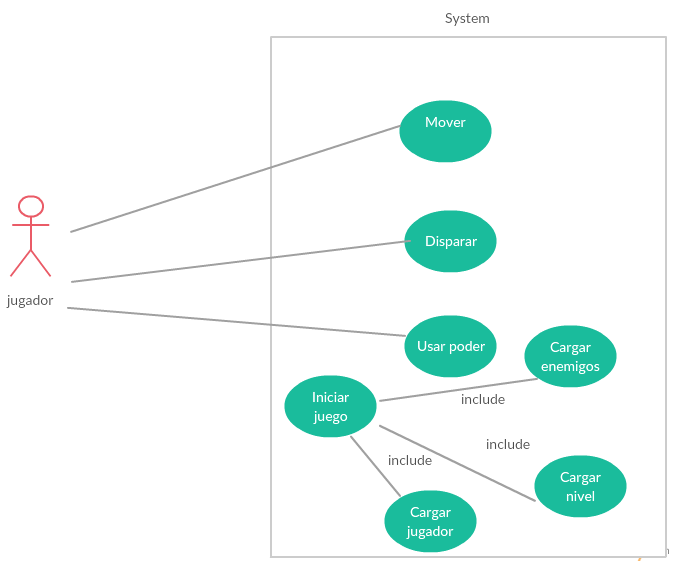 System
Mover
Disparar
jugador
Usar poder
Cargar
enemigos
Iniciar
juego
include
include
include
Cargar
nivel
Cargar
jugador